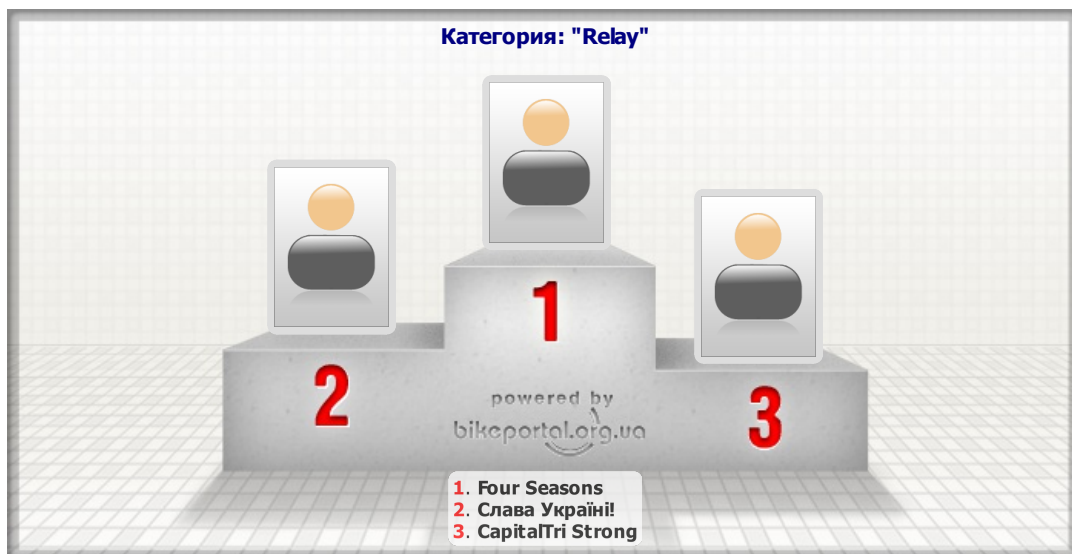 Категория: "Relay"
1
2
3
powered by
bikeportal.org.ua
1. Four Seasons
2. Слава Україні!
3. CapitalTri Strong